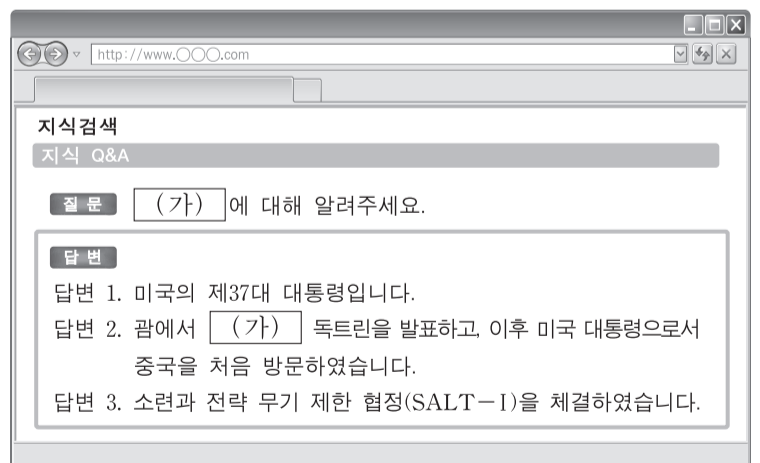 http://www.○○○.com
지식검색
지식 Q&A
질문 (가) 에 대해 알려주세요.
답변
답변 1. 미국의 제37대 대통령입니다.
답변 2. 괌에서 (가) 독트린을 발표하고, 이후 미국 대통령으로서
중국을 처음 방문하였습니다.
답변 3. 소련과 전략 무기 제한 협정(SALT-I)을 체결하였습니다.